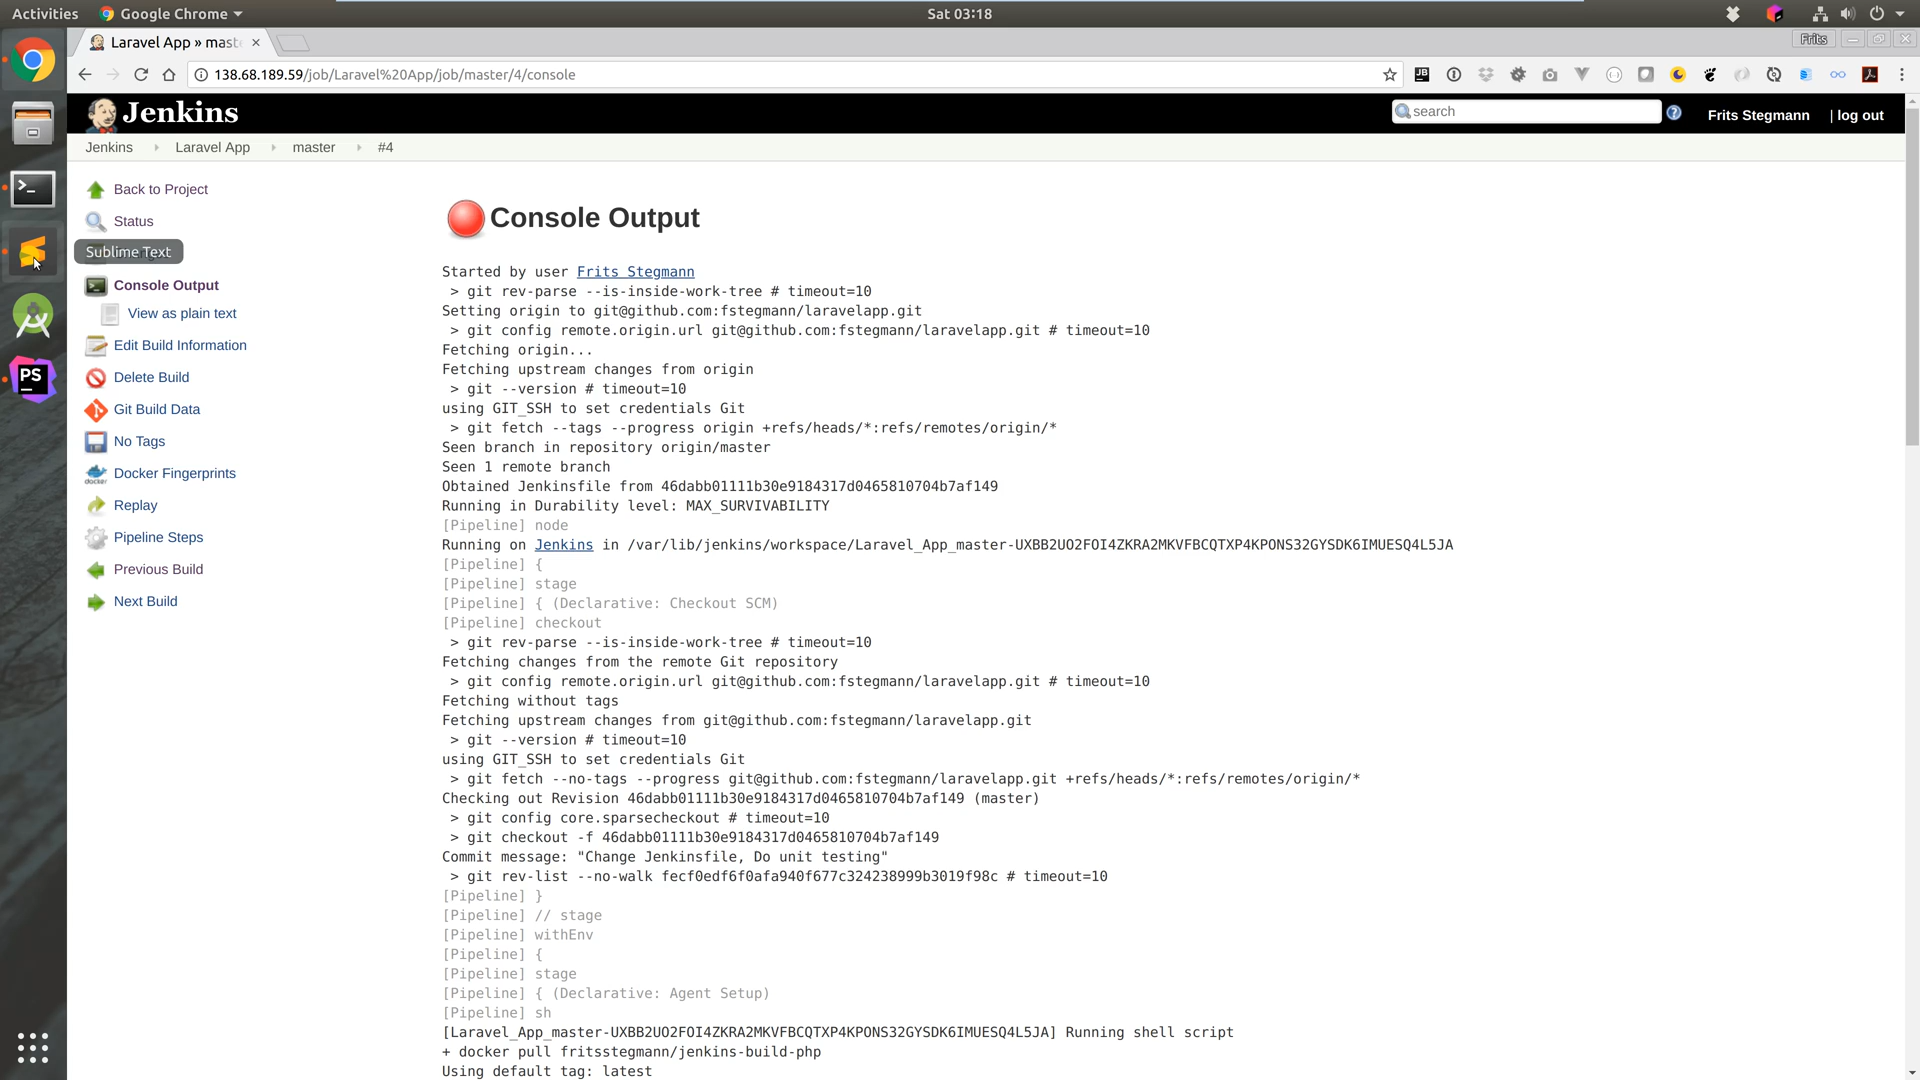 Activities
Google Chrome
Sat 03:18
Laravel App » mast
Frits
138.68.189.59/job/Laravel%20App/job/master/4/console
Jenkins
search
Frits Stegmann
| log out
Jenkins
Laravel App
master
#4
Back to Project
Status
Sublime Text
Console Output
View as plain text
Edit Build Information
Delete Build
Git Build Data
No Tags
Docker Fingerprints
Replay
Pipeline Steps
Previous Build
Next Build
PS
Console Output
Started by user Frits Stegmann
> git rev-parse --is-inside-work-tree # timeout=10
Setting origin to git@github.com:fstegmann/laravelapp.git
> git config remote.origin.url git@github.com:fstegmann/laravelapp.git # timeout=10
Fetching origin...
Fetching upstream changes from origin
> git --version # timeout=10
using GIT_SSH to set credentials Git
> git fetch --tags --progress origin +refs/heads/*:refs/remotes/origin/*
Seen branch in repository origin/master
Seen 1 remote branch
Obtained Jenkinsfile from 46dabb01111b30e9184317d0465810704b7af149
Running in Durability level: MAX_SURVIVABILITY
[Pipeline] node
Running on Jenkins in /var/lib/jenkins/workspace/Laravel_App_master-UXBB2UO2FOI4ZKRA2MKVFBCQTXP4KPONS32GYSDK6IMUESQ4L5JA
[Pipeline] {
[Pipeline] stage
[Pipeline] { (Declarative: Checkout SCM)
[Pipeline] checkout
> git rev-parse --is-inside-work-tree # timeout=10
Fetching changes from the remote Git repository
> git config remote.origin.url git@github.com:fstegmann/laravelapp.git # timeout=10
Fetching without tags
Fetching upstream changes from git@github.com:fstegmann/laravelapp.git
> git --version # timeout=10
using GIT_SSH to set credentials Git
> git fetch --no-tags --progress git@github.com:fstegmann/laravelapp.git +refs/heads/*:refs/remotes/origin/*
Checking out Revision 46dabb01111b30e9184317d0465810704b7af149 (master)
> git config core.sparsecheckout # timeout=10
> git checkout -f 46dabb01111b30e9184317d0465810704b7af149
Commit message: "Change Jenkinsfile, Do unit testing"
> git rev-list --no-walk fecf0edf6f0afa940f677c324238999b3019f98c # timeout=10
[Pipeline] }
[Pipeline] // stage
[Pipeline] withEnv
[Pipeline] {
[Pipeline] stage
[Pipeline] { (Declarative: Agent Setup)
[Pipeline] sh
[Laravel_App_master-UXBB2UO2FOI4ZKRA2MKVFBCQTXP4KPONS32GYSDK6IMUESQ4L5JA] Running shell script
+ docker pull fritsstegmann/jenkins-build-php
Using default tag: latest